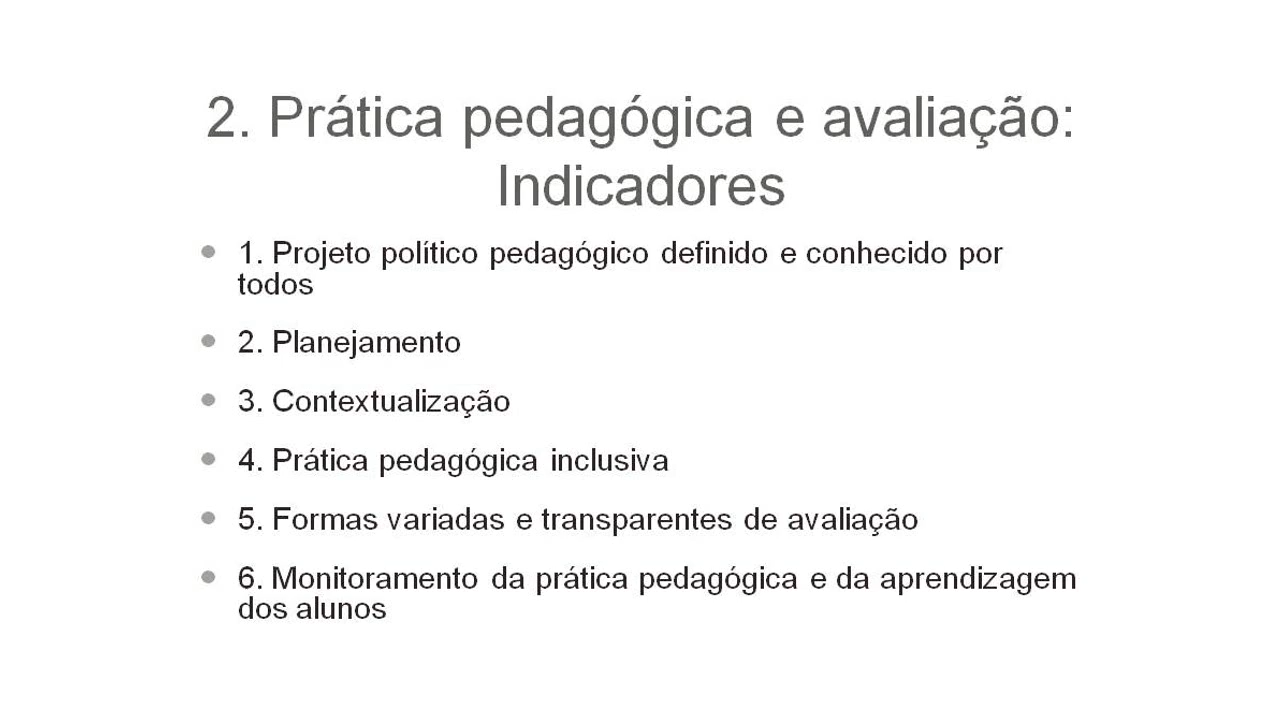 2. Prática pedagógica e avaliação:
Indicadores
• 1. Projeto político pedagógico definido e conhecido por
todos
• 2. Planejamento
• 3. Contextualização
• 4. Prática pedagógica inclusiva
• 5. Formas variadas e transparentes de avaliação
• 6. Monitoramento da prática pedagógica e da aprendizagem
dos alunos